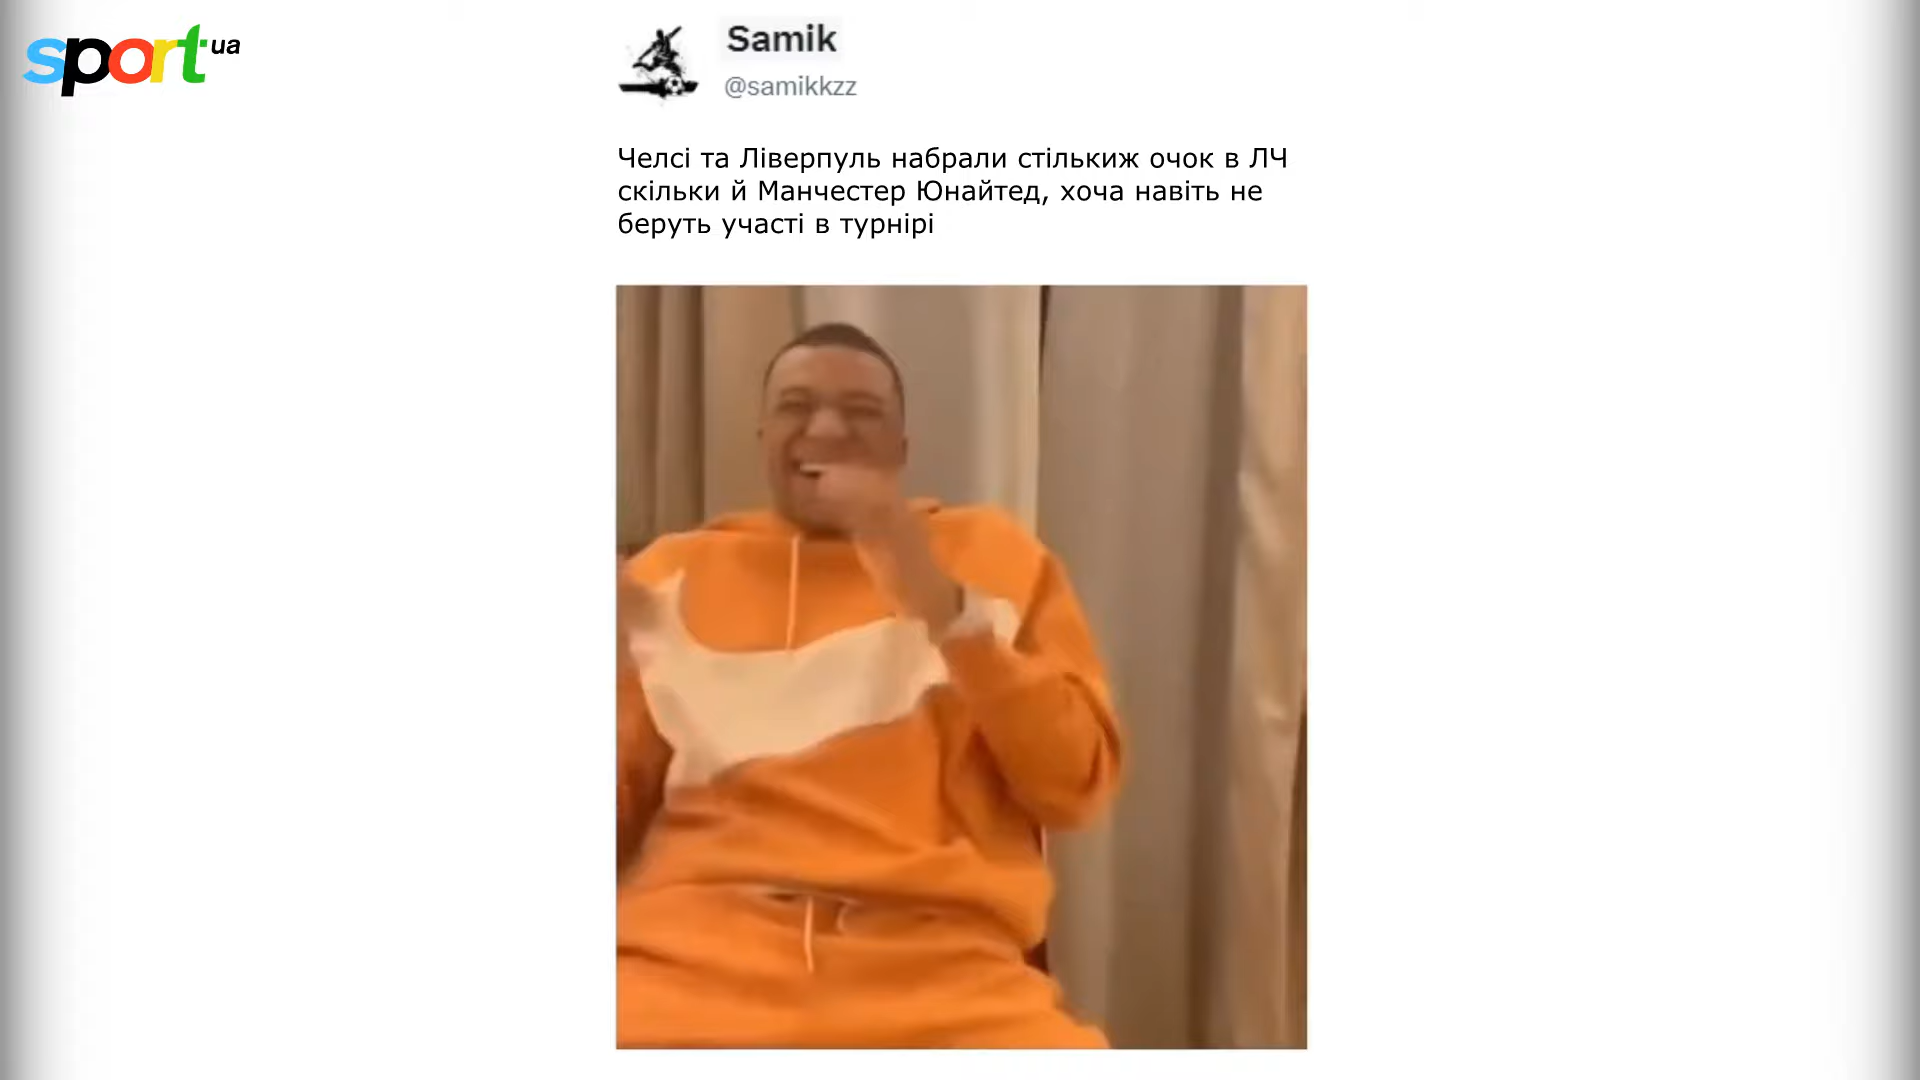 sport.ua
Samik
@samikkzz
Челсі та Ліверпуль набрали стількиж очок в ЛЧ
скільки й Манчестер Юнайтед, хоча навіть не
беруть участі в турнірі